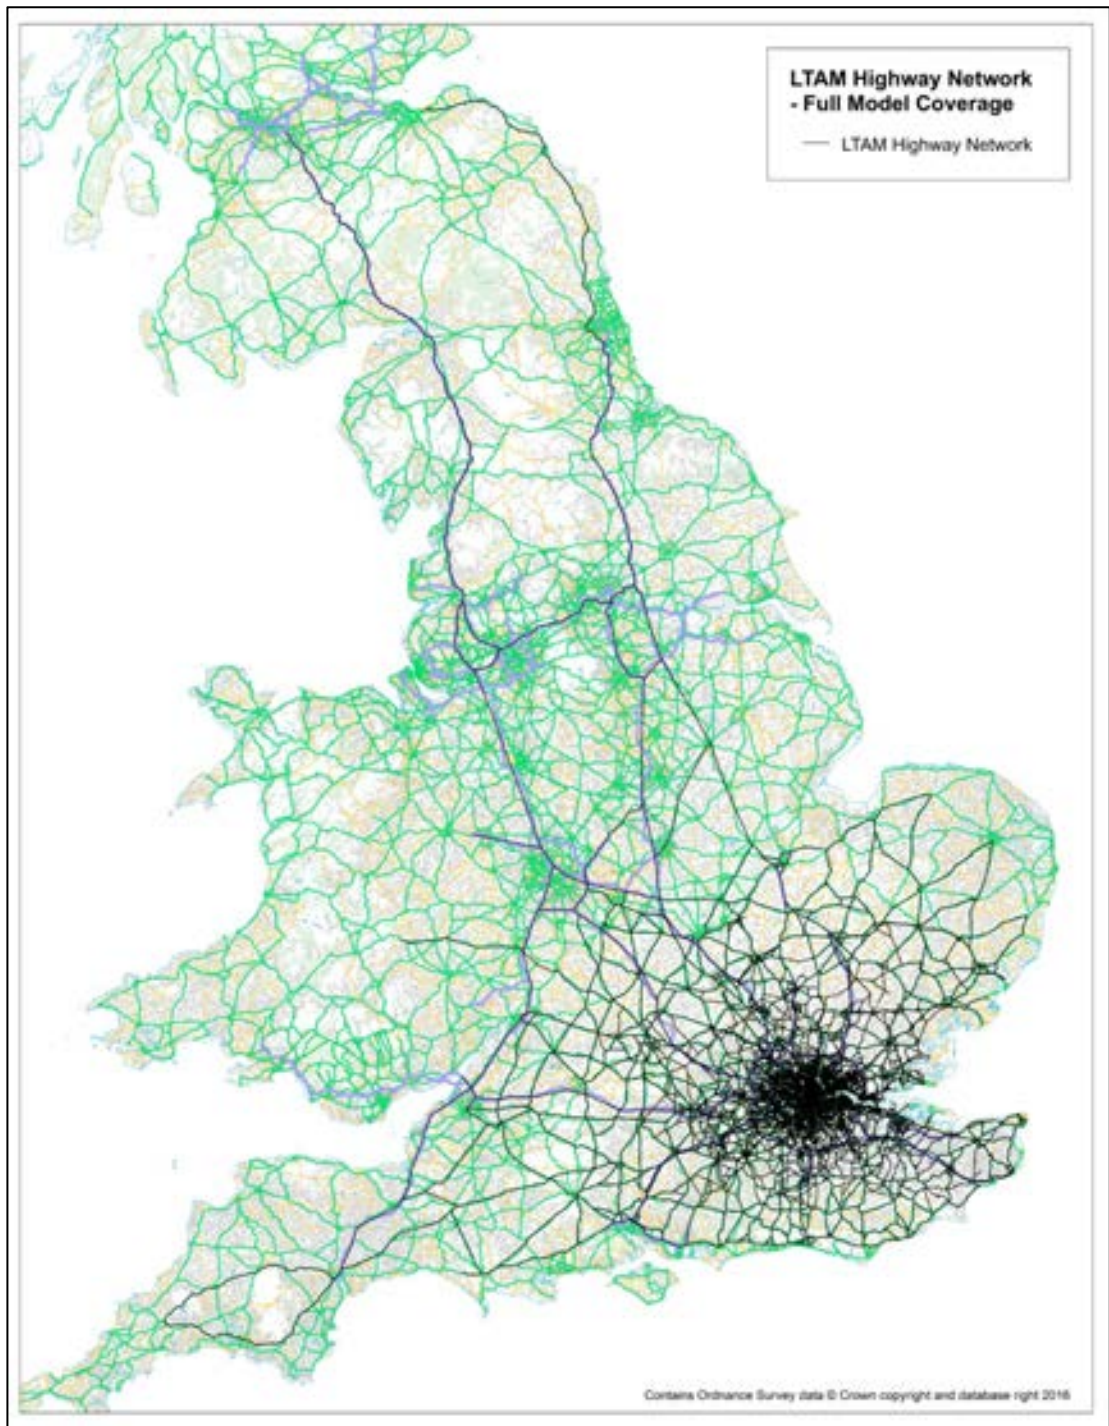 LTAM Highway Network
- Full Model Coverage
LTAM Highway Network
Contains Ordnance Survey data © Crown copyright and database right 2016